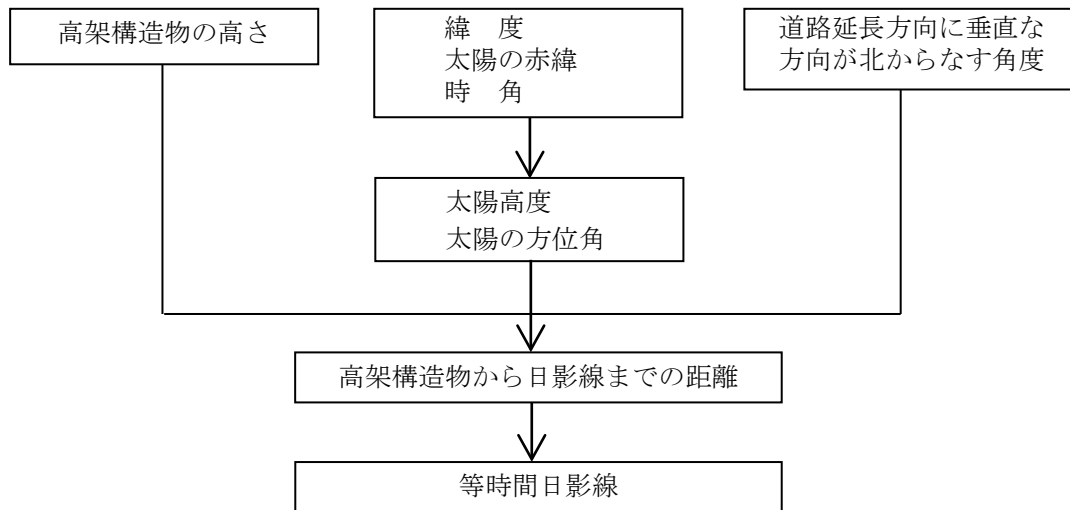 高架構造物の高さ
緯　度
太陽の赤緯
時　角
道路延長方向に垂直な
方向が北からなす角度
太陽高度
太陽の方位角
高架構造物から日影線までの距離
等時間日影線